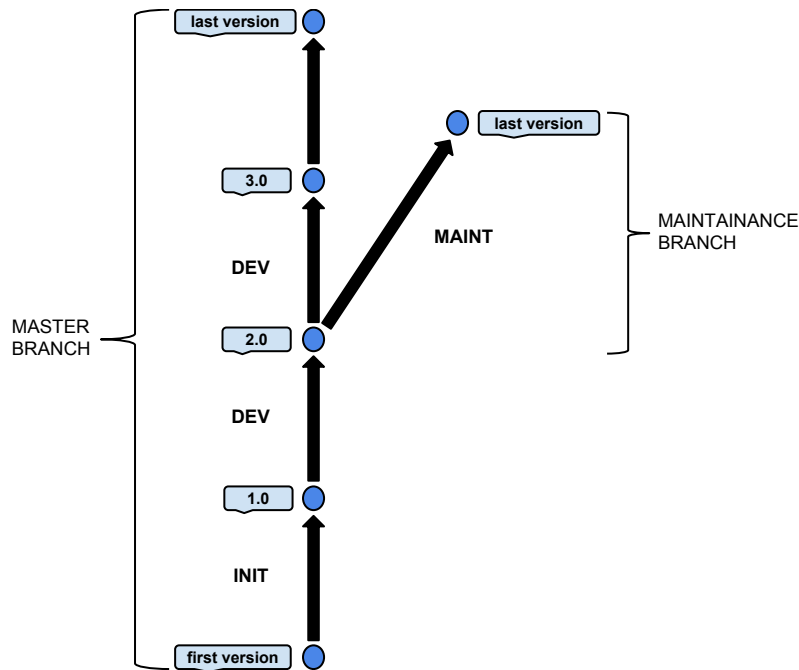 last version
last version
3.0
MAINTAINANCE
BRANCH
MAINT
DEV
MASTER
BRANCH
2.0
DEV
1.0
INIT
first version